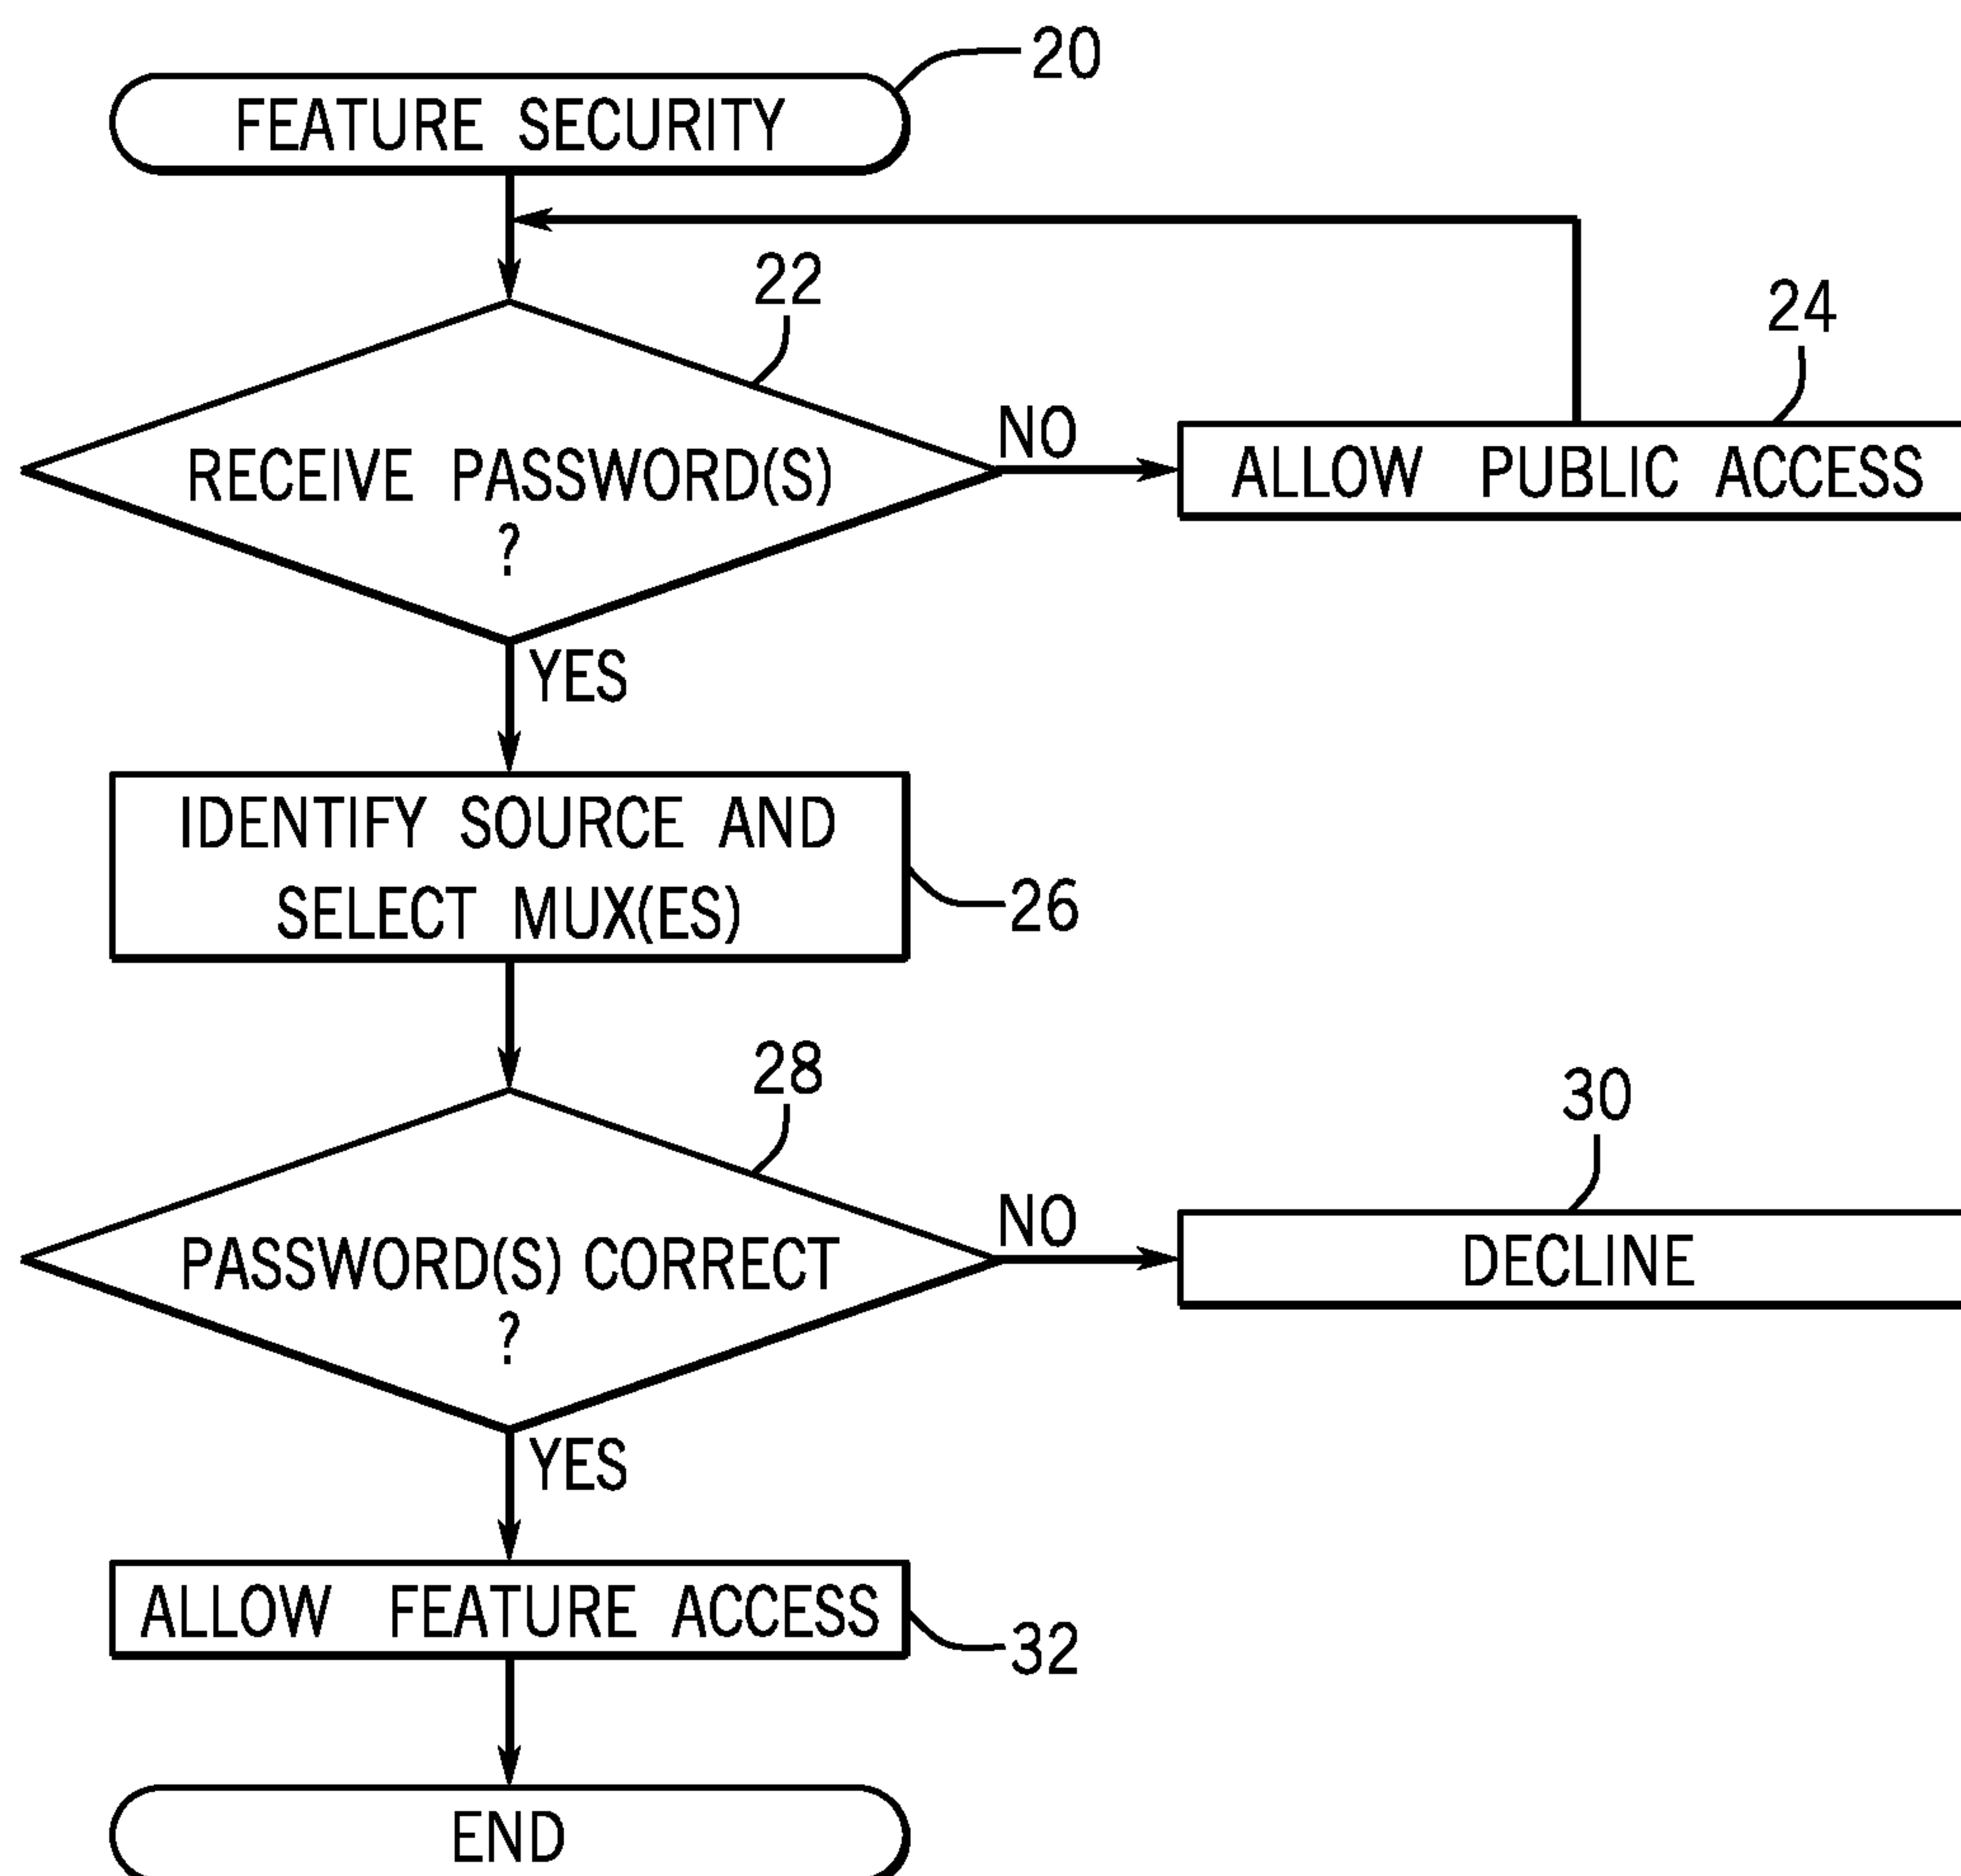 20
FEATURE SECURITY
22
24
RECEIVE PASSWORD(S)
?
NO
ALLOW PUBLIC ACCESS
YES
IDENTIFY SOURCE AND
SELECT MUX(ES)
26
28
30
PASSWORD(S) CORRECT
?
NO
DECLINE
YES
ALLOW FEATURE ACCESS
32
END